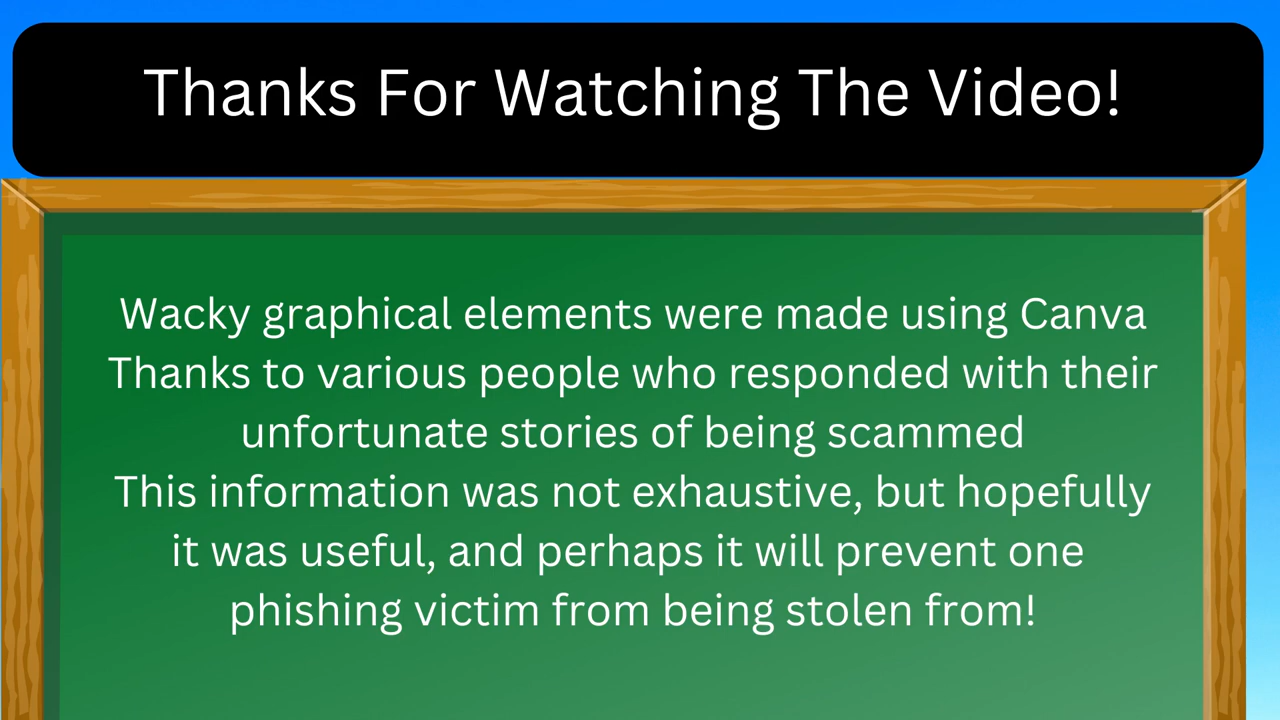 Thanks For Watching The Video!
Wacky graphical elements were made using Canva
Thanks to various people who responded with their
unfortunate stories of being scammed
This information was not exhaustive, but hopefully
it was useful, and perhaps it will prevent one
phishing victim from being stolen from!